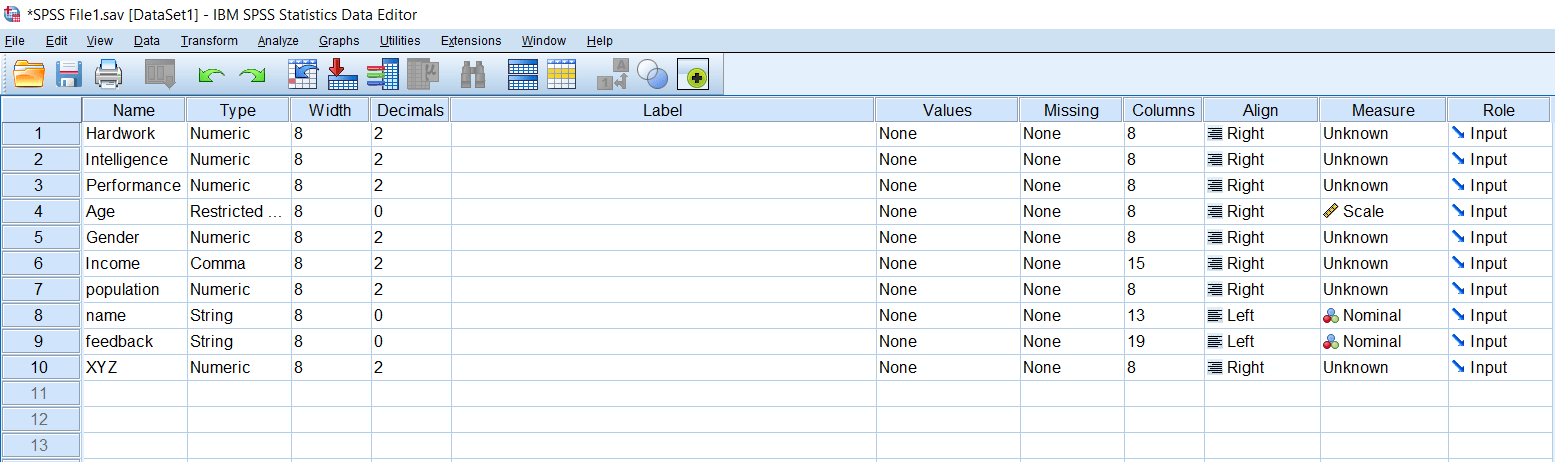 *SPSS File1.sav [DataSet1] - IBM SPSS Statistics Data Editor
File Edit View Data Transform Analyze Graphs Utilities Extensions Window Help
Name Type Width Decimals Label Values Missing Columns Align Measure Role
1 Hardwork Numeric 8 2 None None 8 Right Unknown Input
2 Intelligence Numeric 8 2 None None 8 Right Unknown Input
3 Performance Numeric 8 2 None None 8 Right Unknown Input
4 Age Restricted ... 8 0 None None 8 Right Scale Input
5 Gender Numeric 8 2 None None 8 Right Unknown Input
6 Income Comma 8 2 None None 15 Right Unknown Input
7 population Numeric 8 2 None None 8 Right Unknown Input
8 name String 8 0 None None 13 Left Nominal Input
9 feedback String 8 0 None None 19 Left Nominal Input
10 XYZ Numeric 8 2 None None 8 Right Unknown Input
11
12
13